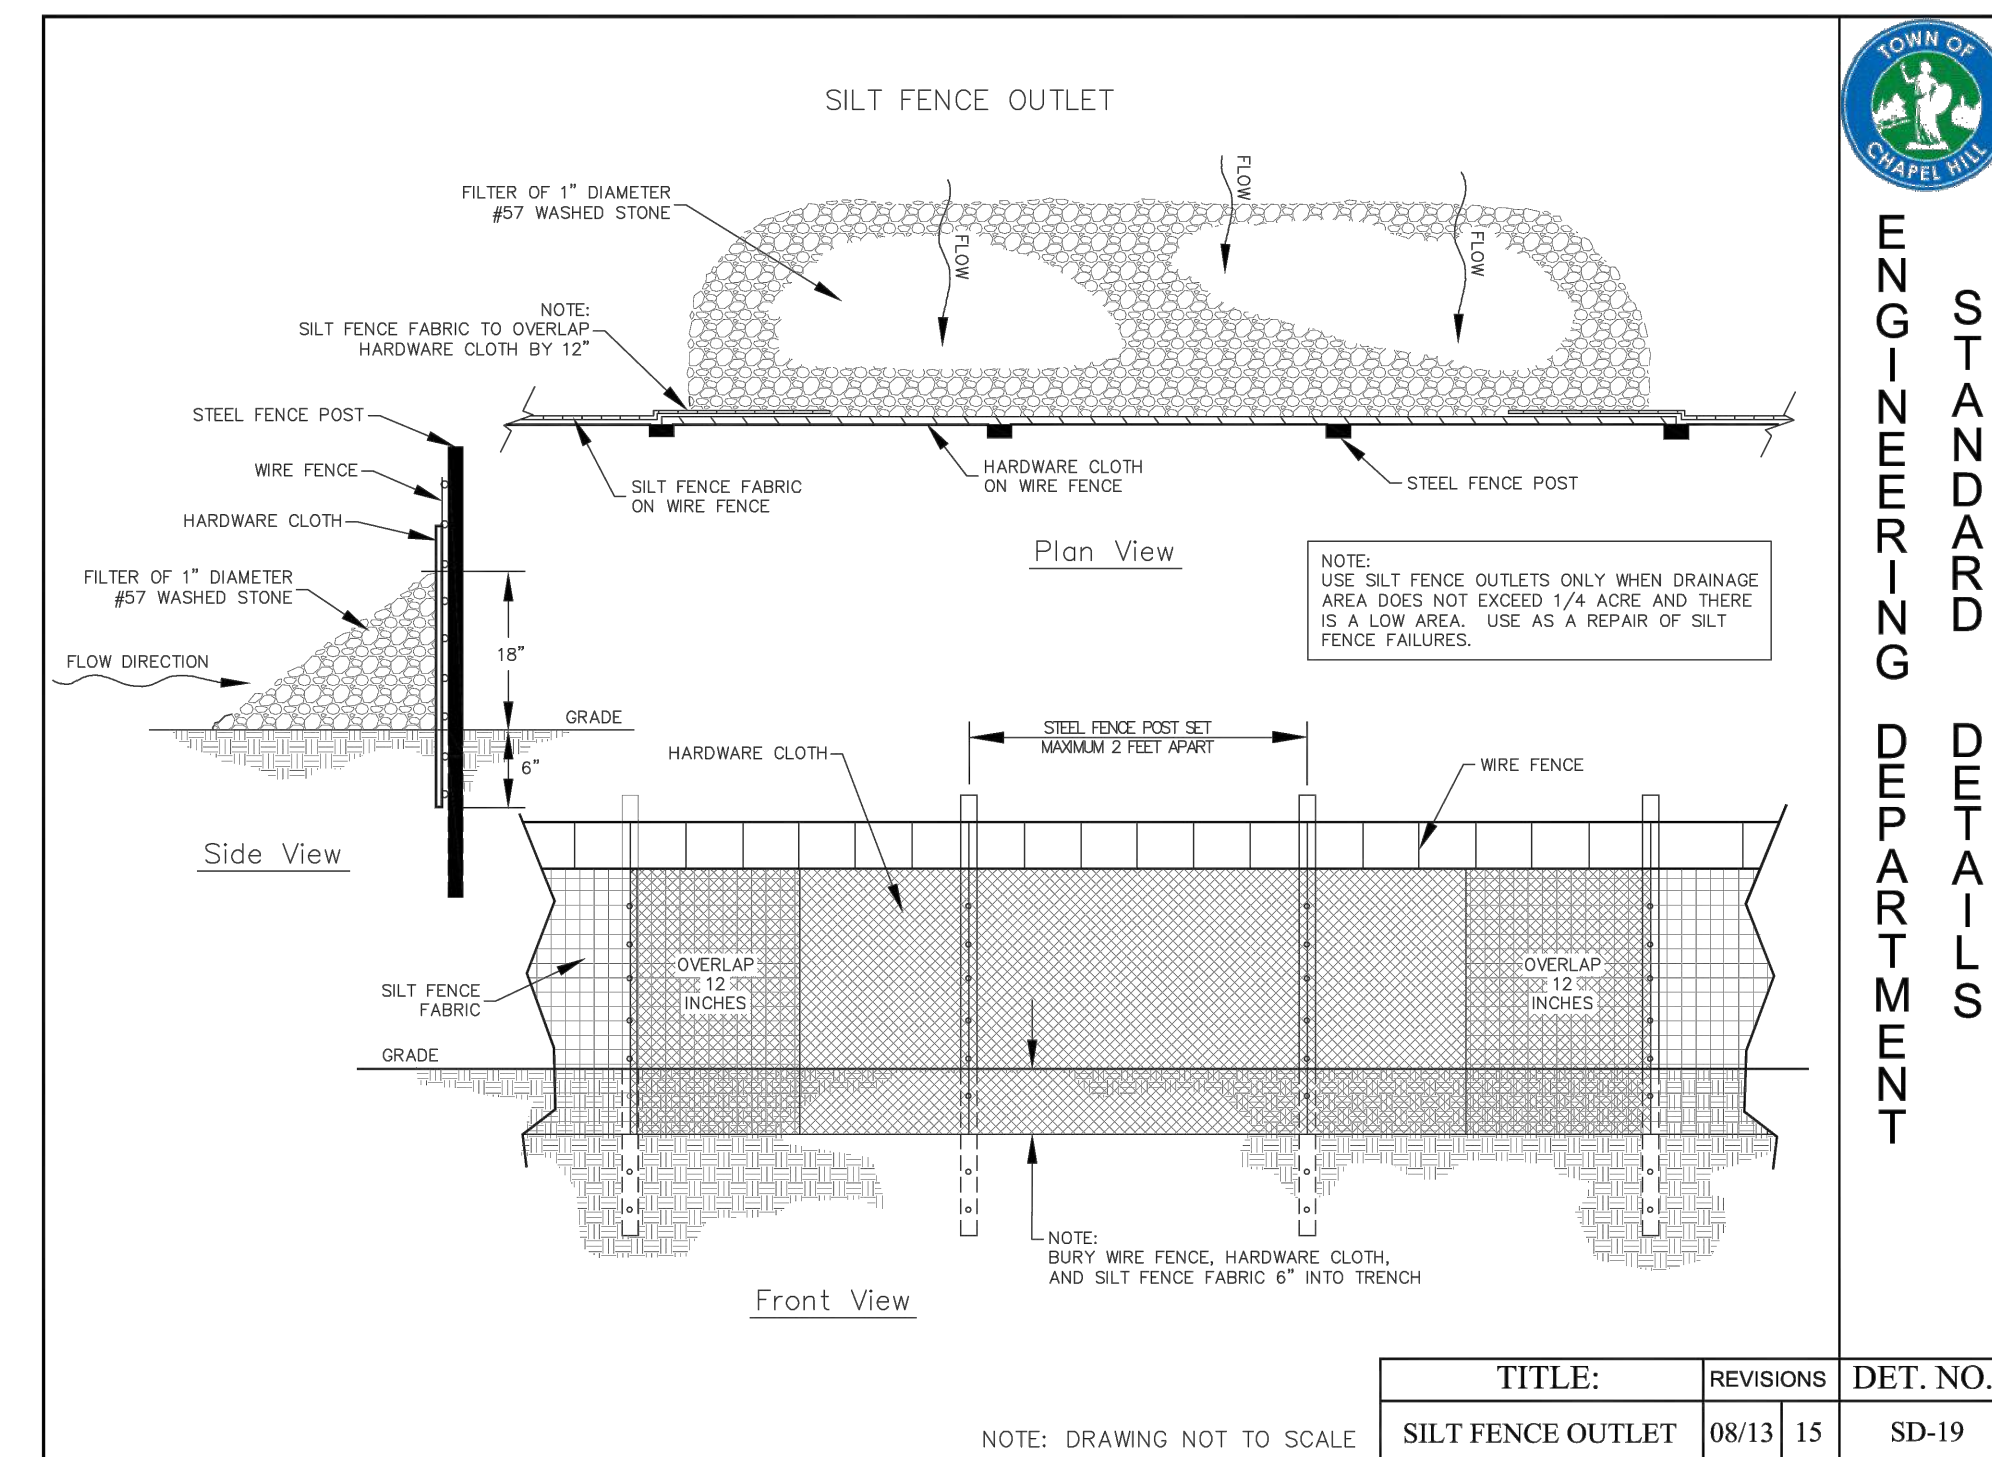 SILT FENCE OUTLET
FILTER OF 1" DIAMETER
#57 WASHED STONE
FLOW
FLOW
FLOW
NOTE:
SILT FENCE FABRIC TO OVERLAP
HARDWARE CLOTH BY 12"
STEEL FENCE POST
WIRE FENCE
HARDWARE CLOTH
FILTER OF 1" DIAMETER
#57 WASHED STONE
FLOW DIRECTION
18"
GRADE
6"
Side View
SILT FENCE FABRIC
ON WIRE FENCE
HARDWARE CLOTH
ON WIRE FENCE
STEEL FENCE POST
Plan View
NOTE:
USE SILT FENCE OUTLETS ONLY WHEN DRAINAGE
AREA DOES NOT EXCEED 1/4 ACRE AND THERE
IS A LOW AREA. USE AS A REPAIR OF SILT
FENCE FAILURES.
STEEL FENCE POST SET
MAXIMUM 2 FEET APART
HARDWARE CLOTH
WIRE FENCE
OVERLAP
12
INCHES
OVERLAP
12
INCHES
SILT FENCE
FABRIC
GRADE
NOTE:
BURY WIRE FENCE, HARDWARE CLOTH,
AND SILT FENCE FABRIC 6" INTO TRENCH
Front View
NOTE: DRAWING NOT TO SCALE
TOWN OF
CHAPEL HILL
ENGINEERING DEPARTMENT
STANDARD DETAILS
TITLE:
REVISIONS
DET. NO.
SILT FENCE OUTLET
08/13
15
SD-19